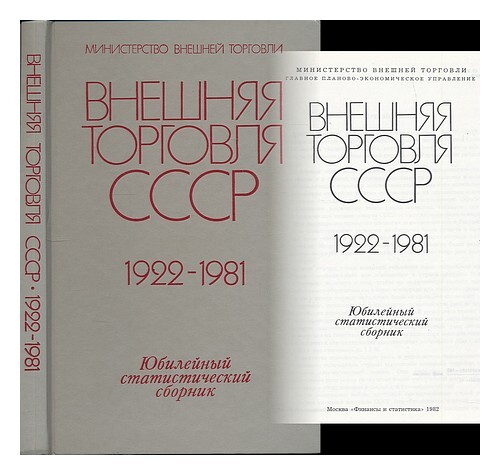 ВНЕШНЯЯ ТОРГОВЛЯ СССР • 1922-1981
МИНИСТЕРСТВО ВНЕШНЕЙ ТОРГОВЛИ
ВНЕШНЯЯ
ТОРГОВЛЯ
СССР
1922-1981
Юбилейный
статистический
сборник
МИНИСТЕРСТВО ВНЕШНЕЙ ТОРГОВЛИ
ГЛАВНОЕ ПЛАНОВО-ЭКОНОМИЧЕСКОЕ УПРАВЛЕНИЕ
ВНЕШНЯЯ
ТОРГОВЛЯ
СССР
1922-1981
Юбилейный
статистический
сборник
Москва «Финансы и статистика» 1982